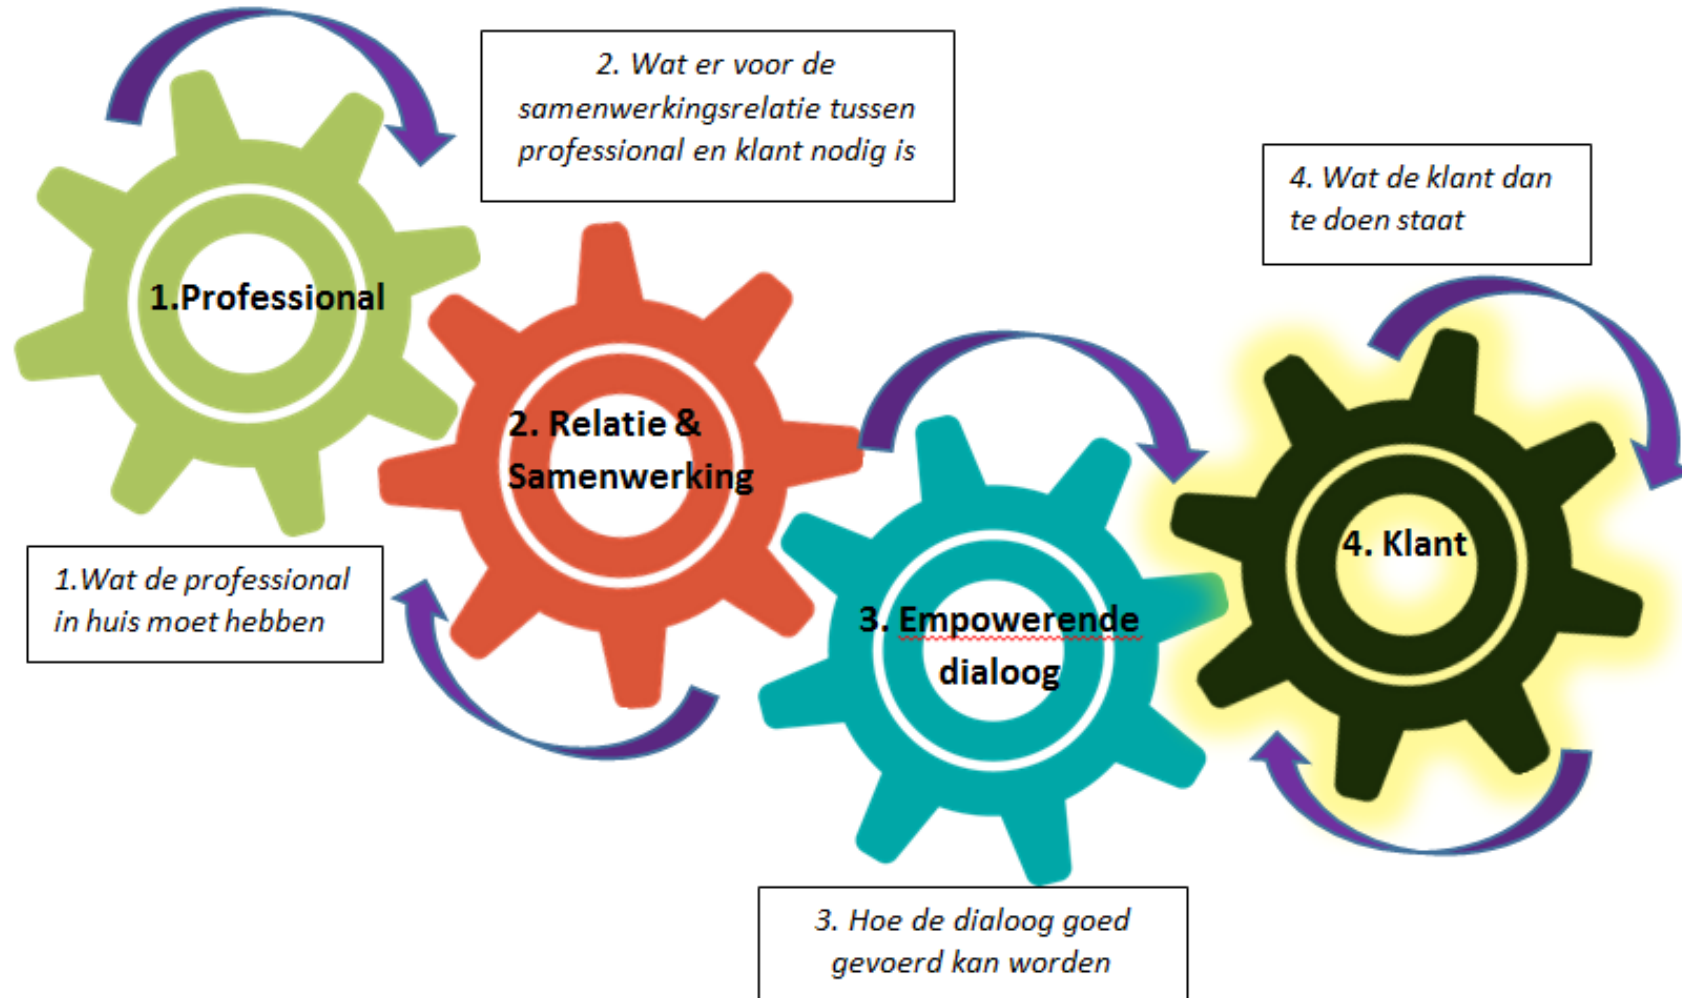 2. Wat er voor de
samenwerkingsrelatie tussen
professional en klant nodig is
4. Wat de klant dan
te doen staat
1.Professional
2. Relatie &
Samenwerking
4. Klant
1.Wat de professional
in huis moet hebben
3. Empowerende
dialoog
3. Hoe de dialoog goed
gevoerd kan worden